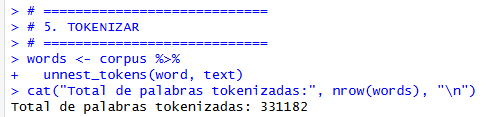 > # ============================
> # 5. TOKENIZAR
> # ============================
> words <- corpus %>%
+   unnest_tokens(word, text)
> cat("Total de palabras tokenizadas:", nrow(words), "\n")
Total de palabras tokenizadas: 331182